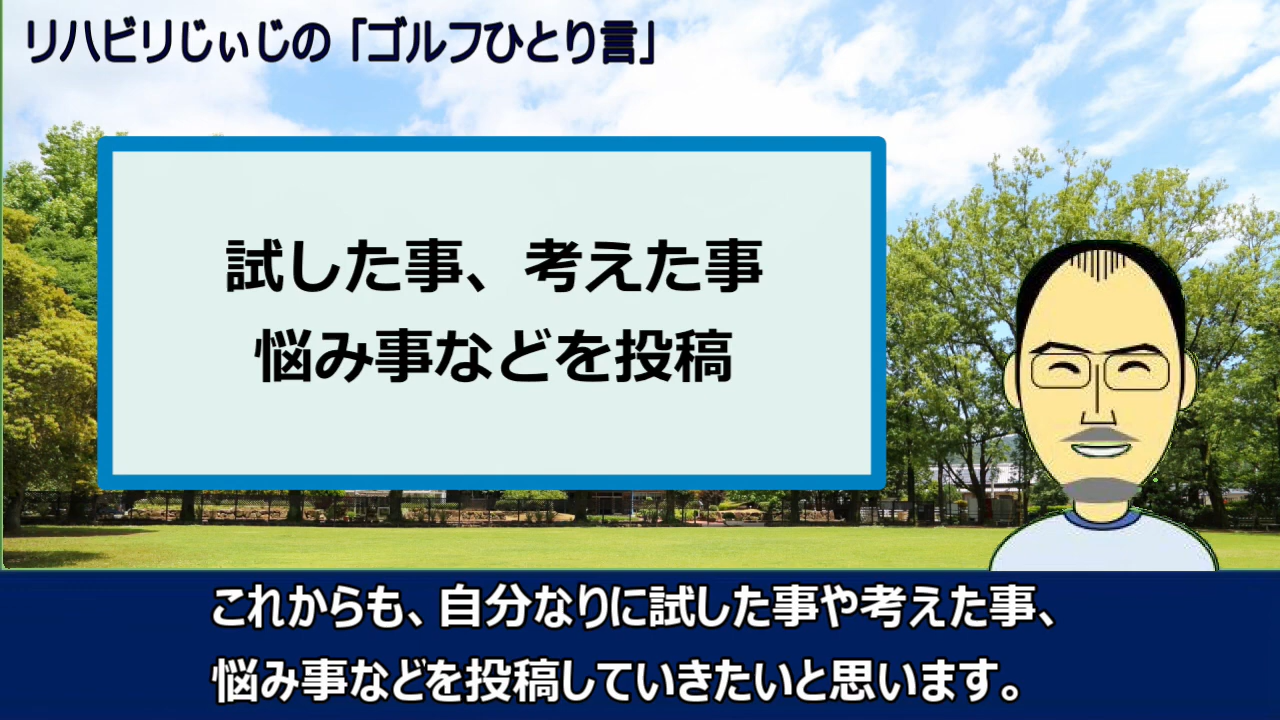 リハビリじぃじの「ゴルフひとり言」
試した事、考えた事
悩み事などを投稿
これからも、自分なりに試した事や考えた事、
悩み事などを投稿していきたいと思います。